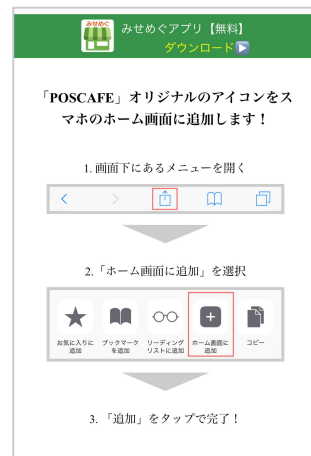 みせめぐ
みせめぐアプリ【無料】
ダウンロード
「POSCAFE」オリジナルのアイコンをス
マホのホーム画面に追加します！
1. 画面下にあるメニューを開く
2.「ホーム画面に追加」を選択
お気に入りに
追加
ブックマーク
を追加
リーディング
リストに追加
ホーム画面に
追加
コピー
3. 「追加」をタップで完了！